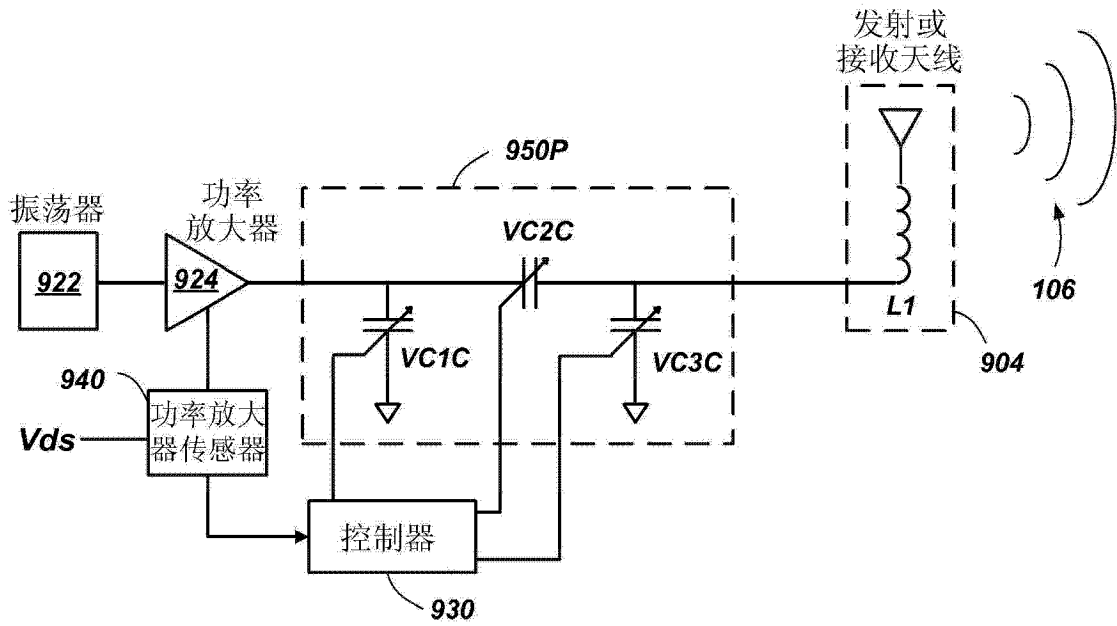 发射或
接收天线
950P
功率
放大器
振荡器
VC2C
922
924
106
L1
VC1C
VC3C
904
940
功率放大
器传感器
Vds
控制器
930